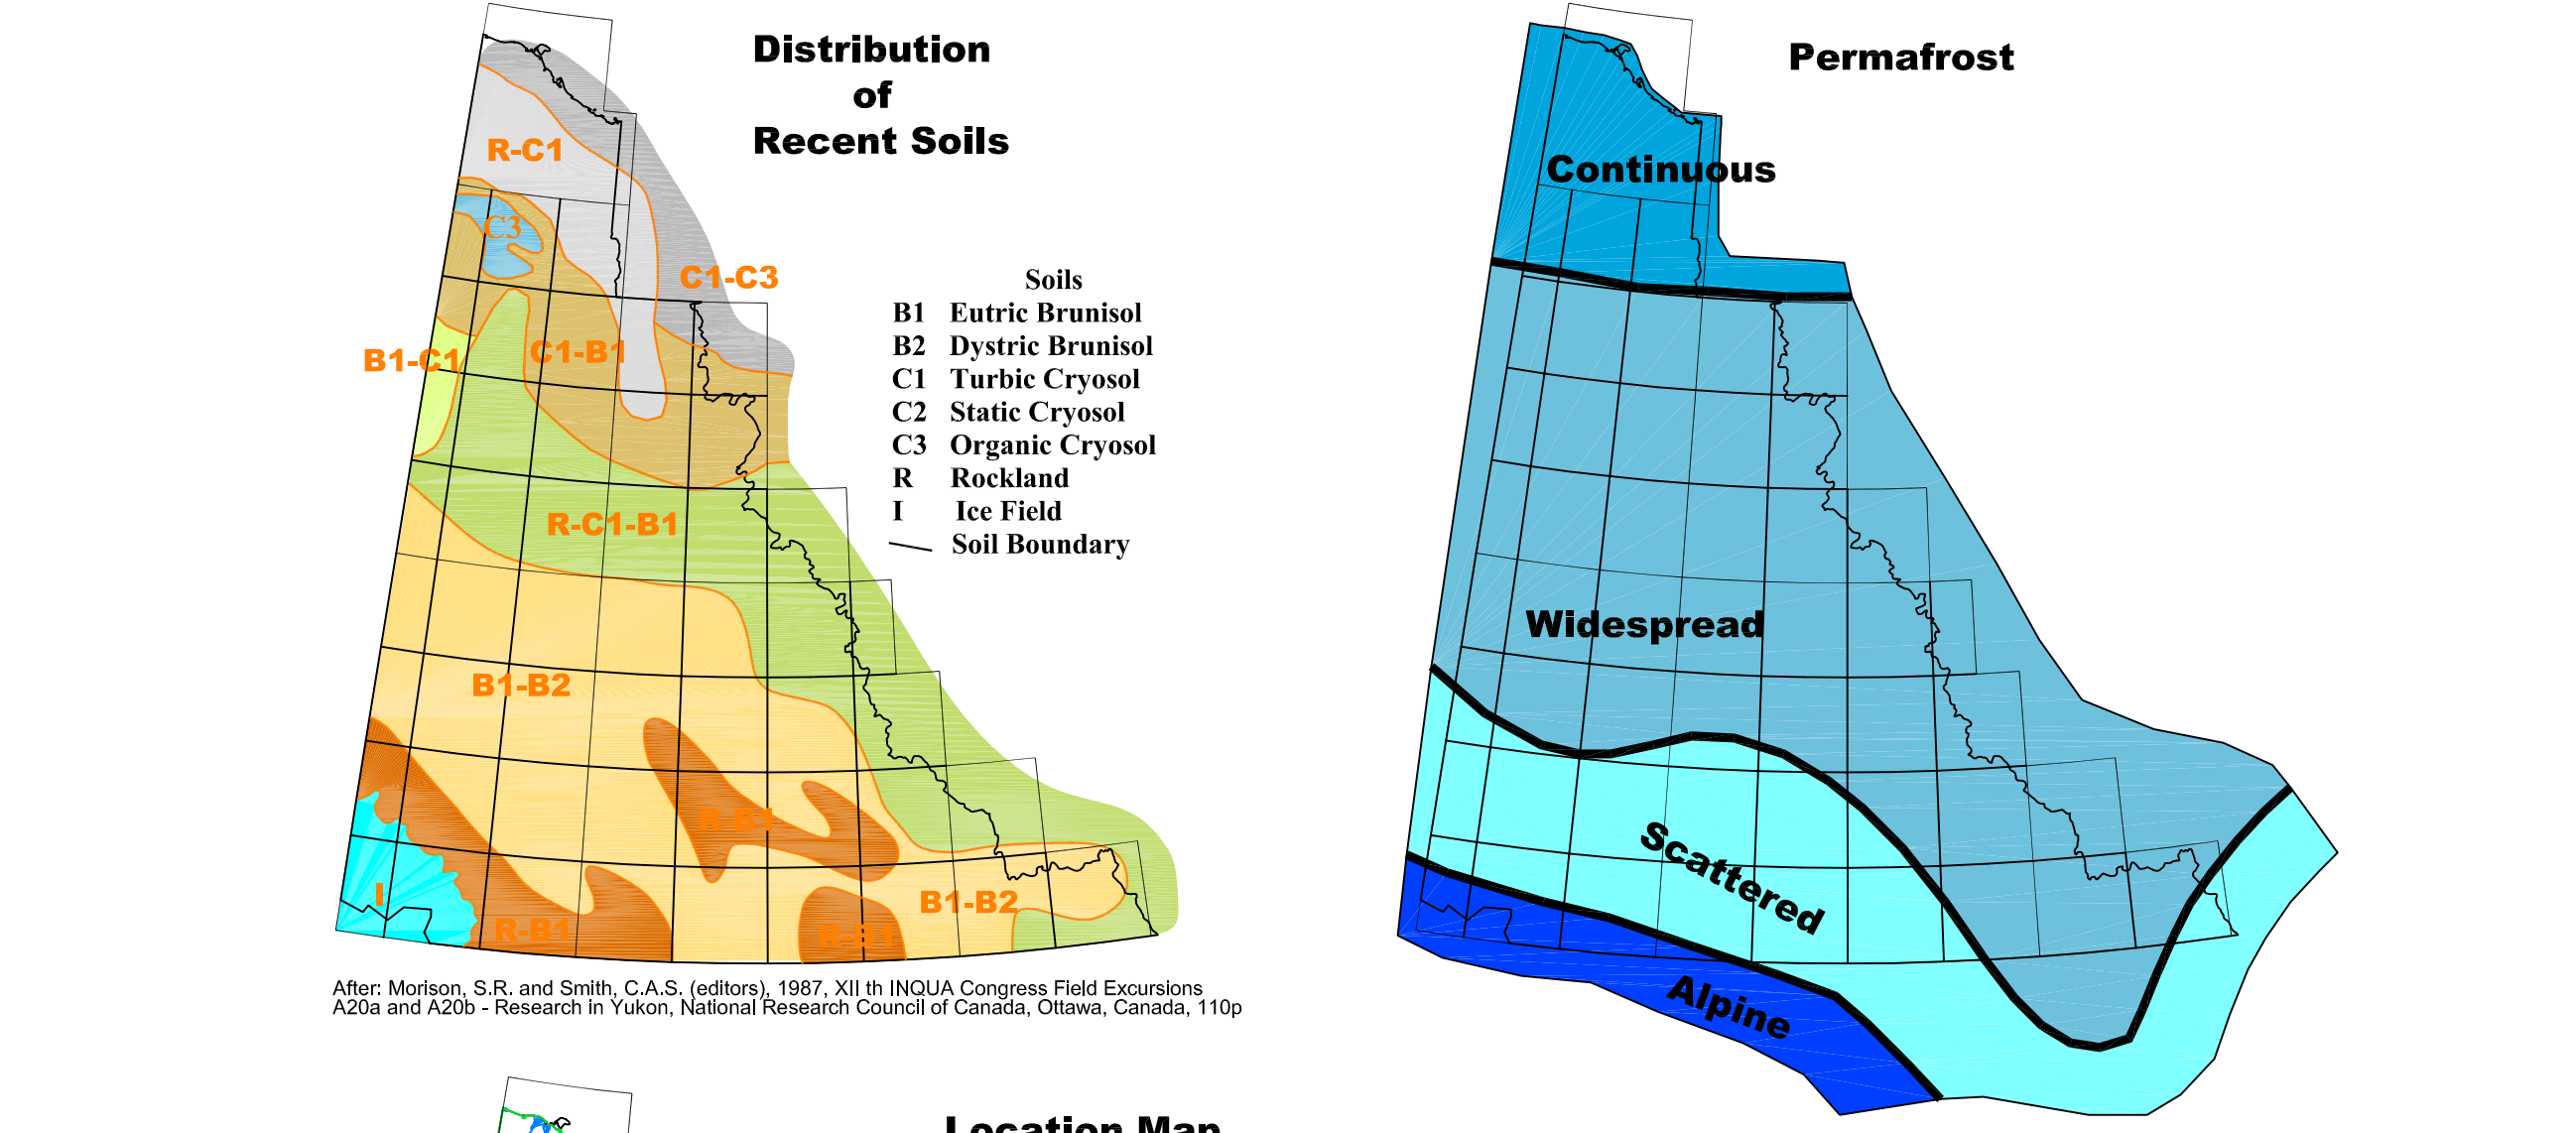 Distribution
of
Recent Soils
R-C1
C3
C1-C3
B1-C1
C1-B1
R-C1-B1
B1-B2
R-B1
B1-B2
I
R-B1
R-B1
Soils
B1 Eutric Brunisol
B2 Dystric Brunisol
C1 Turbic Cryosol
C2 Static Cryosol
C3 Organic Cryosol
R Rockland
I Ice Field
Soil Boundary
After: Morison, S.R. and Smith, C.A.S. (editors), 1987, XII th INQUA Congress Field Excursions
A20a and A20b - Research in Yukon, National Research Council of Canada, Ottawa, Canada, 110p
Permafrost
Continuous
Widespread
Scattered
Alpine
Location Map